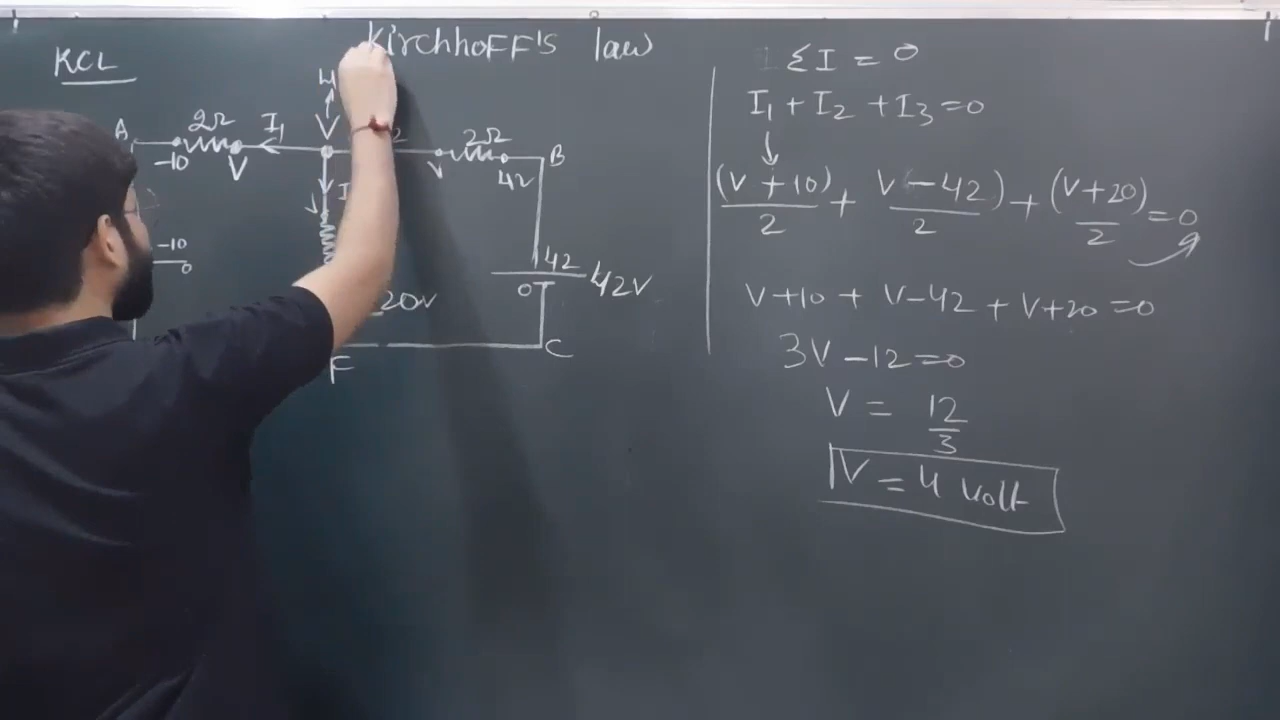 Kirchhoff's law
KCL
A 2Ω I₁ V 2Ω B
-10 V V 42
-10
0
42
0 42V
20V
F C
ΣI = 0
I₁ + I₂ + I₃ = 0
(V + 10)/2 + V - 42)/2 + (V + 20)/2 = 0
V + 10 + V - 42 + V + 20 = 0
3V - 12 = 0
V = 12/3
V = 4 volt